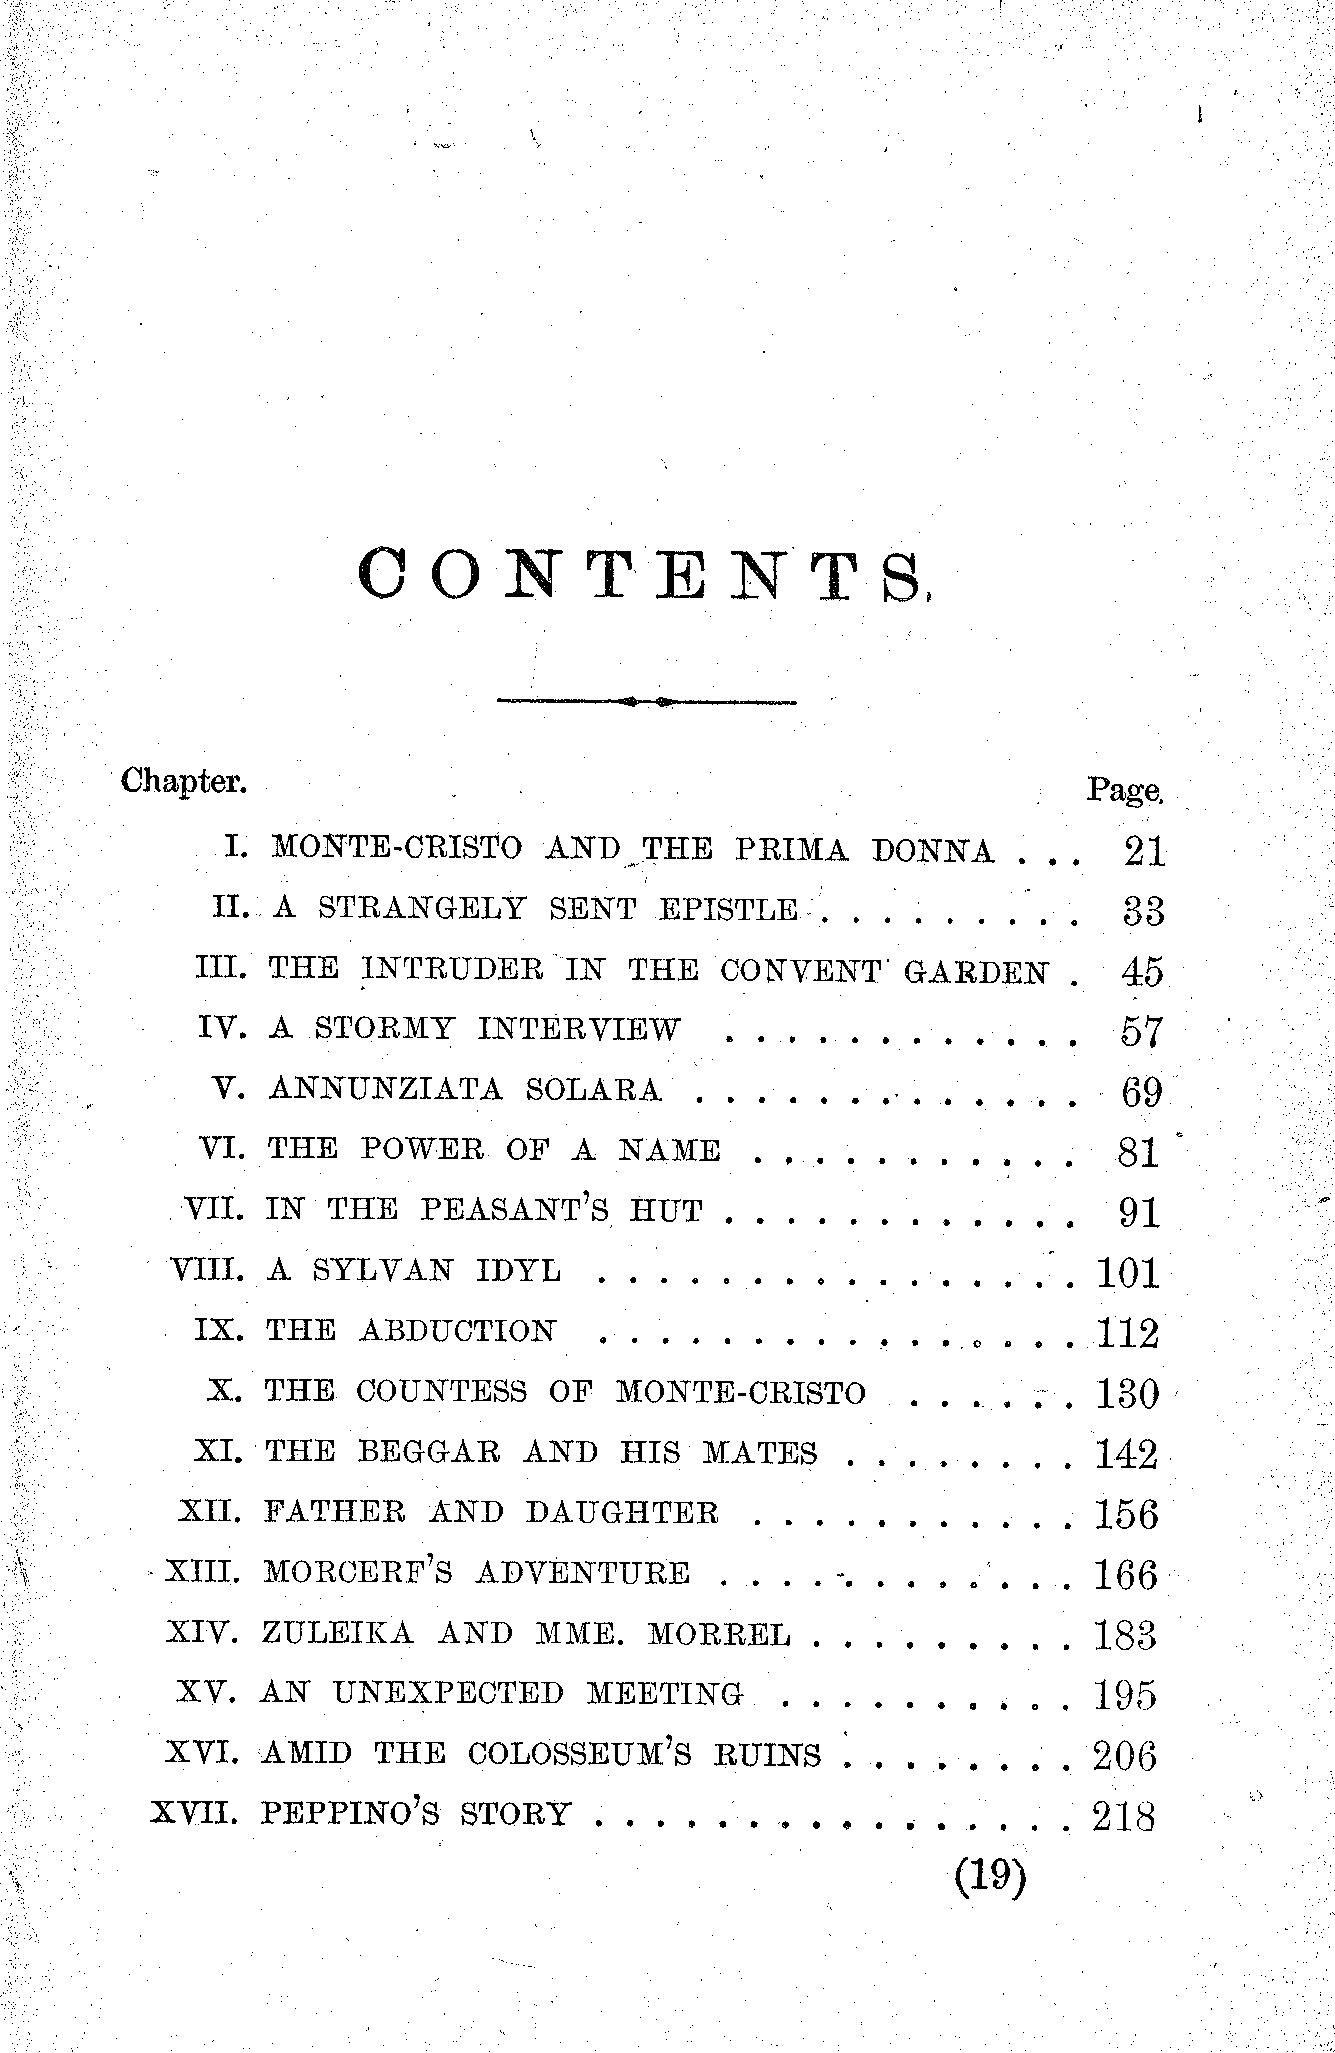 CONTENTS.
Chapter. Page.
I. MONTE-CRISTO AND THE PRIMA DONNA . . . 21
II. A STRANGELY SENT EPISTLE . . . . . . . . . 33
III. THE INTRUDER IN THE CONVENT GARDEN . 45
IV. A STORMY INTERVIEW . . . . . . . . . . . . 57
V. ANNUNZIATA SOLARA . . . . . . . . . . . . . 69
VI. THE POWER OF A NAME . . . . . . . . . . . 81
VII. IN THE PEASANT'S HUT . . . . . . . . . . . . 91
VIII. A SYLVAN IDYL . . . . . . . . . . . . . . . . 101
IX. THE ABDUCTION . . . . . . . . . . . . . . . . 112
X. THE COUNTESS OF MONTE-CRISTO . . . . . . 130
XI. THE BEGGAR AND HIS MATES . . . . . . . . 142
XII. FATHER AND DAUGHTER . . . . . . . . . . . 156
XIII. MORCERF'S ADVENTURE . . . . . . . . . . . . 166
XIV. ZULEIKA AND MME. MORREL . . . . . . . . . 183
XV. AN UNEXPECTED MEETING . . . . . . . . . . 195
XVI. AMID THE COLOSSEUM'S RUINS . . . . . . . . 206
XVII. PEPPINO'S STORY . . . . . . . . . . . . . . . . 218
(19)